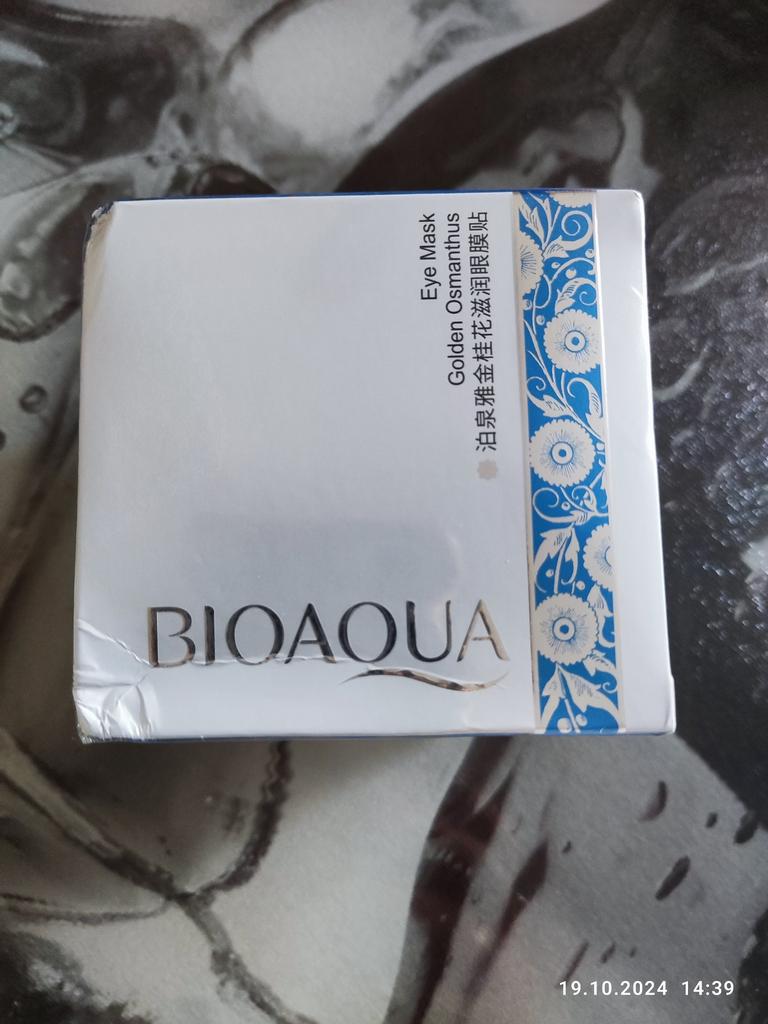 Eye Mask
Golden Osmanthus
泊泉雅金桂花滋润眼膜贴
BIOAQUA
19.10.2024 14:39